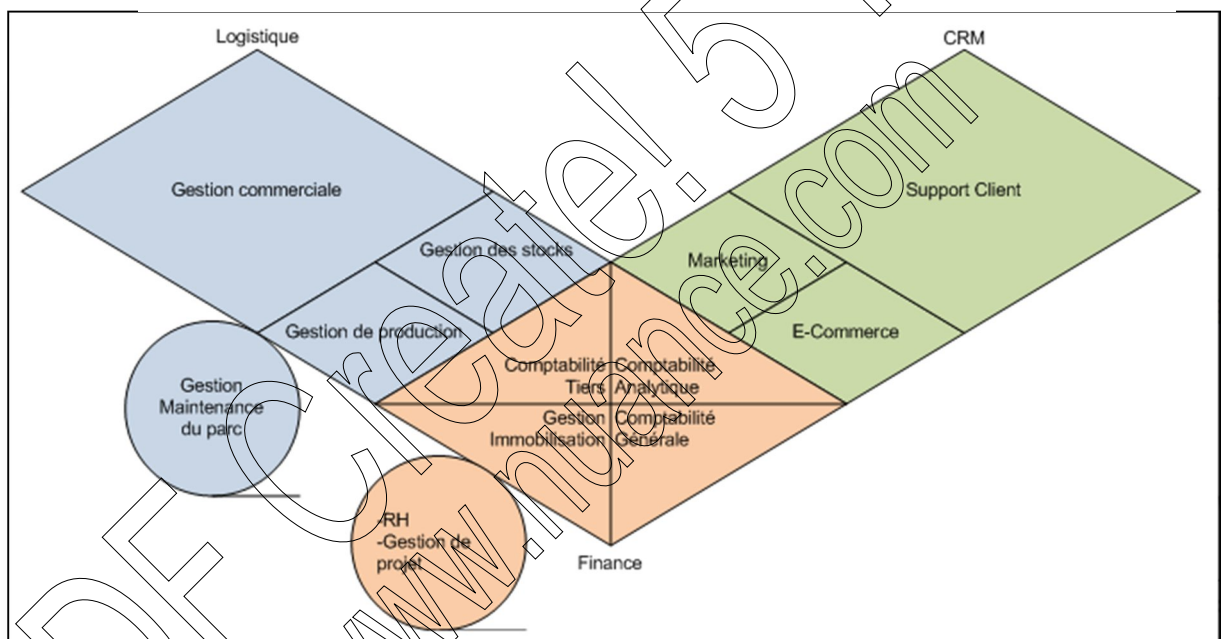 Logistique
CRM
Gestion commerciale
Support Client
Gestion des stocks
Marketing
Gestion de production
E-Commerce
Comptabilité
Tiers
Comptabilité
Analytique
Gestion
Immobilisation
Comptabilité
Générale
Gestion
Maintenance
du parc
-RH
-Gestion de
projet
Finance
PDF Create! 5
www.nuance.com